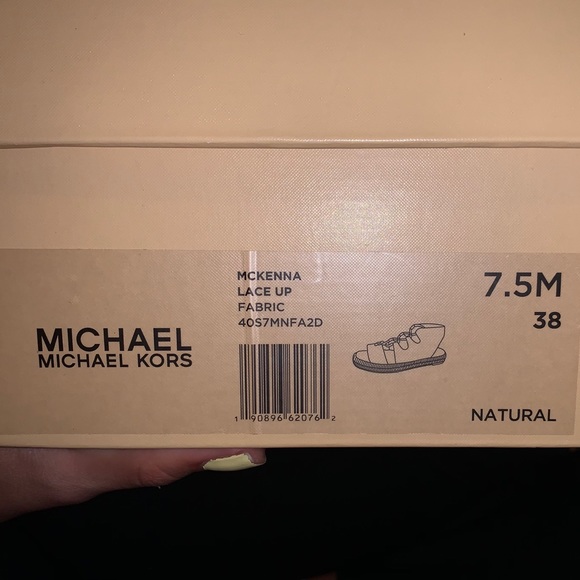 MICHAEL
MICHAEL KORS
MCKENNA
LACE UP
FABRIC
40S7MNFA2D
1 90896 62076 2
7.5M
38
NATURAL